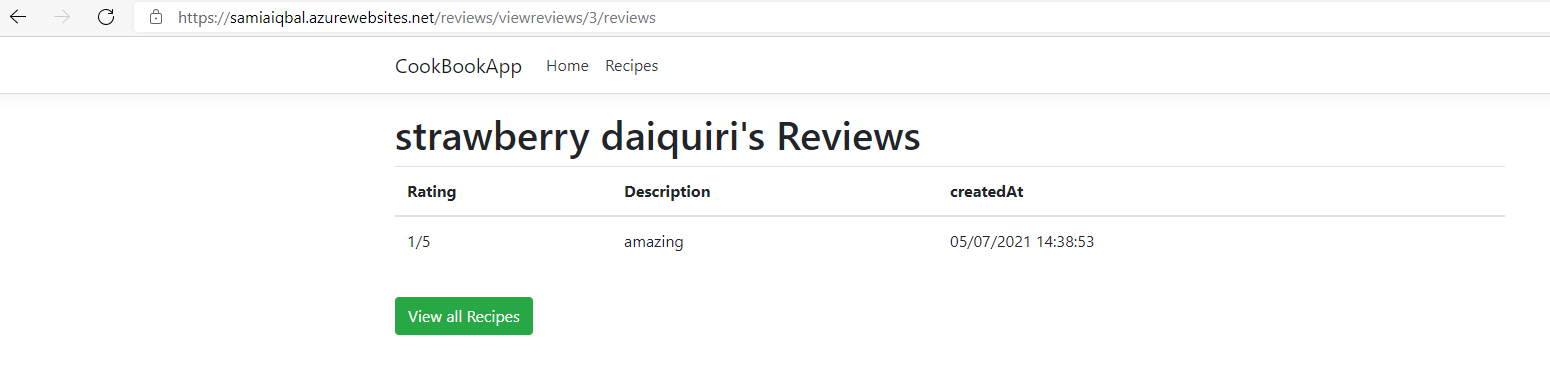 https://samiaiqbal.azurewebsites.net/reviews/viewreviews/3/reviews
CookBookApp Home Recipes
strawberry daiquiri's Reviews
Rating Description createdAt
1/5 amazing 05/07/2021 14:38:53
View all Recipes